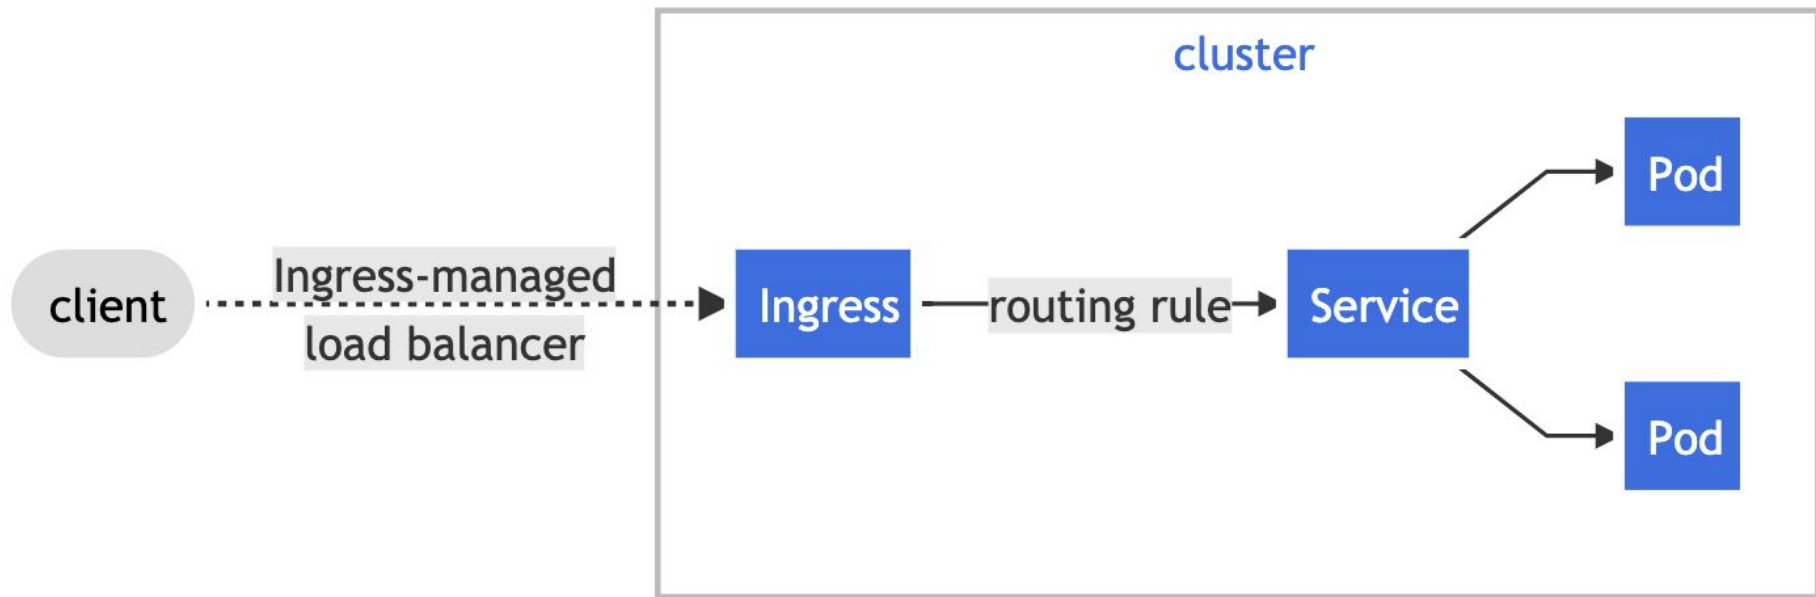 cluster
client
Ingress-managed
load balancer
Ingress
routing rule
Service
Pod
Pod